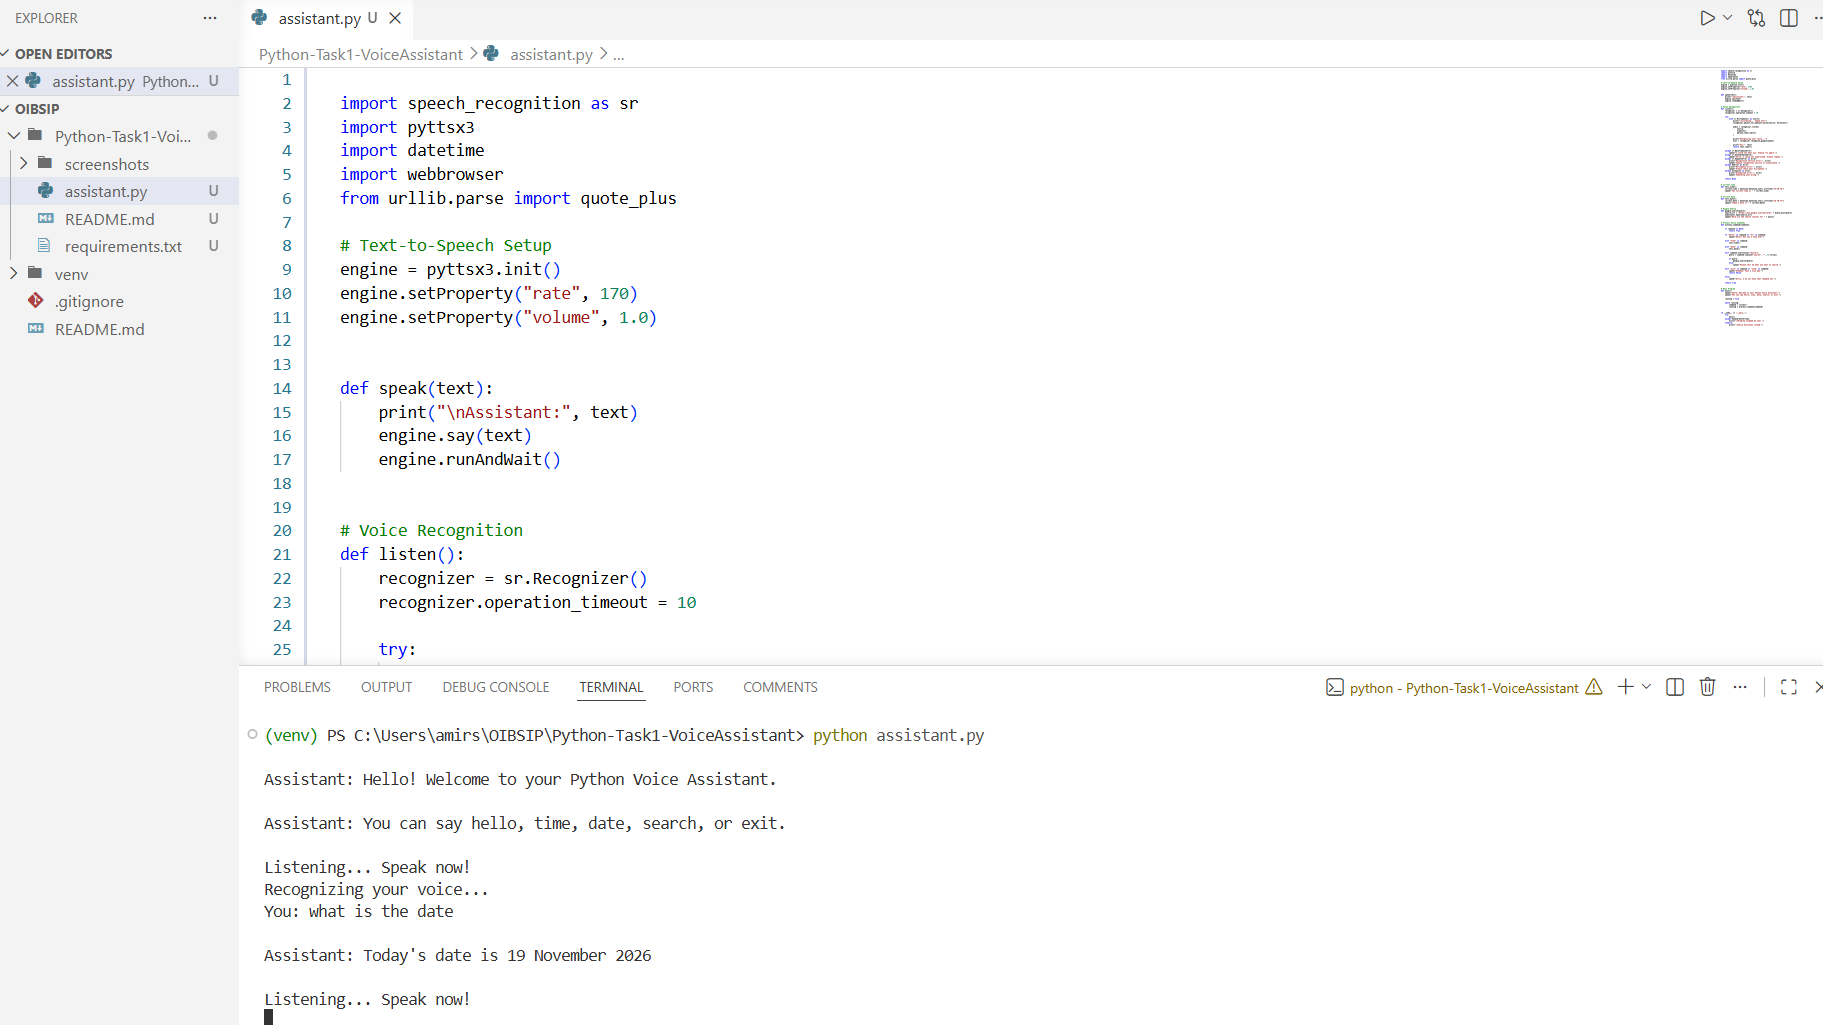 EXPLORER
OPEN EDITORS
assistant.py Python... U
OIBSIP
Python-Task1-Voi...
screenshots
assistant.py U
README.md U
requirements.txt U
venv
.gitignore
README.md
assistant.py U
Python-Task1-VoiceAssistant > assistant.py > ...
1
2 import speech_recognition as sr
3 import pyttsx3
4 import datetime
5 import webbrowser
6 from urllib.parse import quote_plus
7
8 # Text-to-Speech Setup
9 engine = pyttsx3.init()
10 engine.setProperty("rate", 170)
11 engine.setProperty("volume", 1.0)
12
13
14 def speak(text):
15 print("\nAssistant:", text)
16 engine.say(text)
17 engine.runAndWait()
18
19
20 # Voice Recognition
21 def listen():
22 recognizer = sr.Recognizer()
23 recognizer.operation_timeout = 10
24
25 try:
PROBLEMS OUTPUT DEBUG CONSOLE TERMINAL PORTS COMMENTS
python - Python-Task1-VoiceAssistant
(venv) PS C:\Users\amirs\OIBSIP\Python-Task1-VoiceAssistant> python assistant.py
Assistant: Hello! Welcome to your Python Voice Assistant.
Assistant: You can say hello, time, date, search, or exit.
Listening... Speak now!
Recognizing your voice...
You: what is the date
Assistant: Today's date is 19 November 2026
Listening... Speak now!